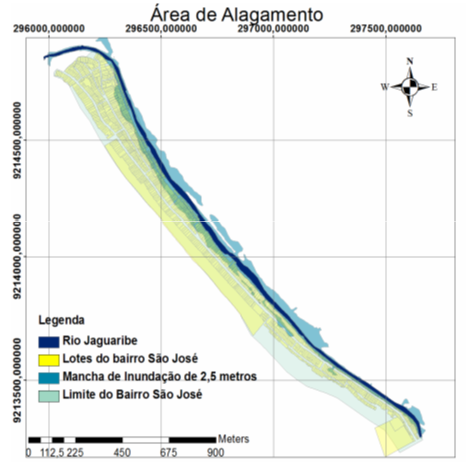 Área de Alagamento
296000,000000 296500,000000 297000,000000 297500,000000
N
W E
S
9214500,000000
9214000,000000
9213500,000000
Legenda
Rio Jaguaribe
Lotes do bairro São José
Mancha de Inundação de 2,5 metros
Limite do Bairro São José
Meters
0 112,5 225 450 675 900